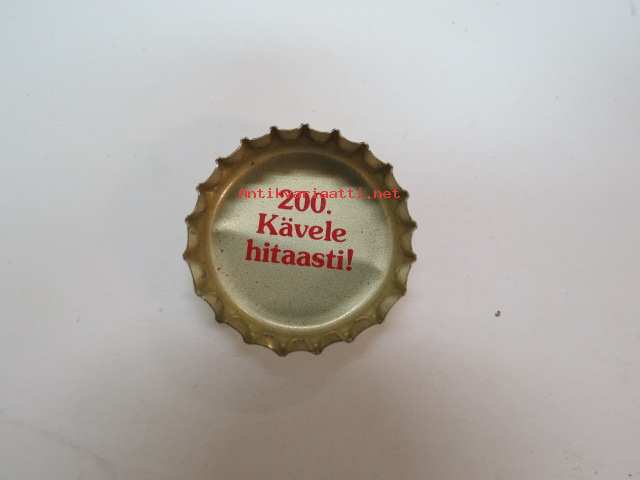 Antikvariaatti.net
200.
Kävele
hitaasti!